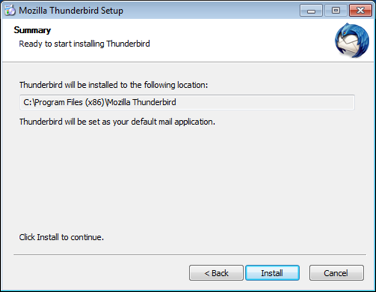 Mozilla Thunderbird Setup
Summary
Ready to start installing Thunderbird
Thunderbird will be installed to the following location:
C:\Program Files (x86)\Mozilla Thunderbird
Thunderbird will be set as your default mail application.
Click Install to continue.
< Back Install Cancel